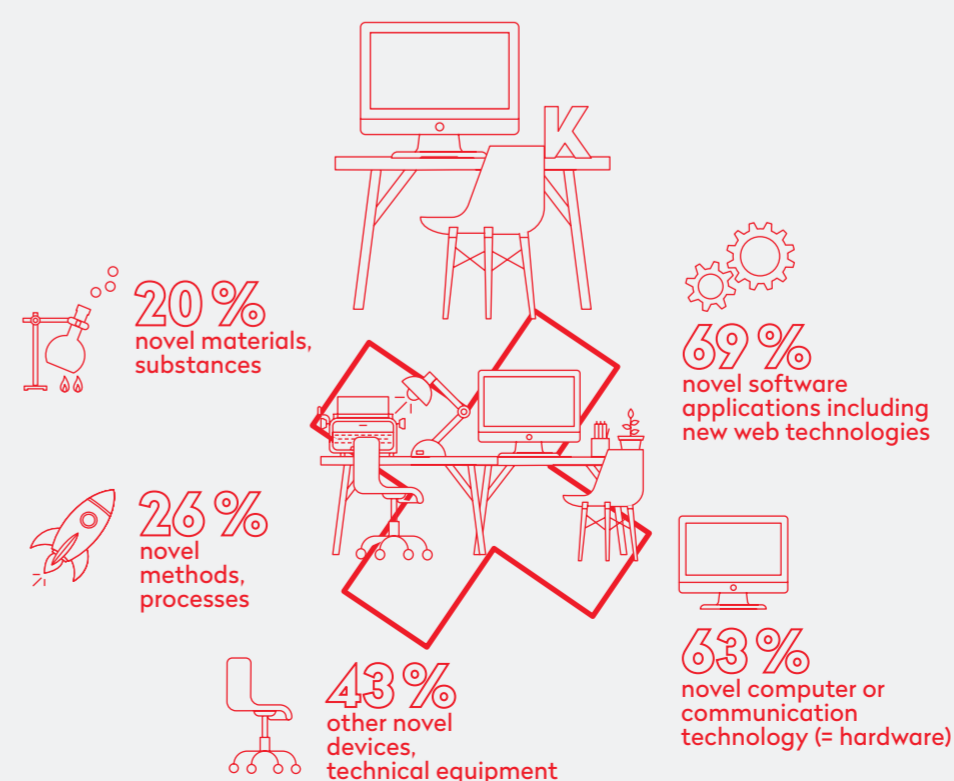 K
20 %
novel materials,
substances
69 %
novel software
applications including
new web technologies
26 %
novel
methods,
processes
63 %
novel computer or
communication
technology (= hardware)
43 %
other novel
devices,
technical equipment